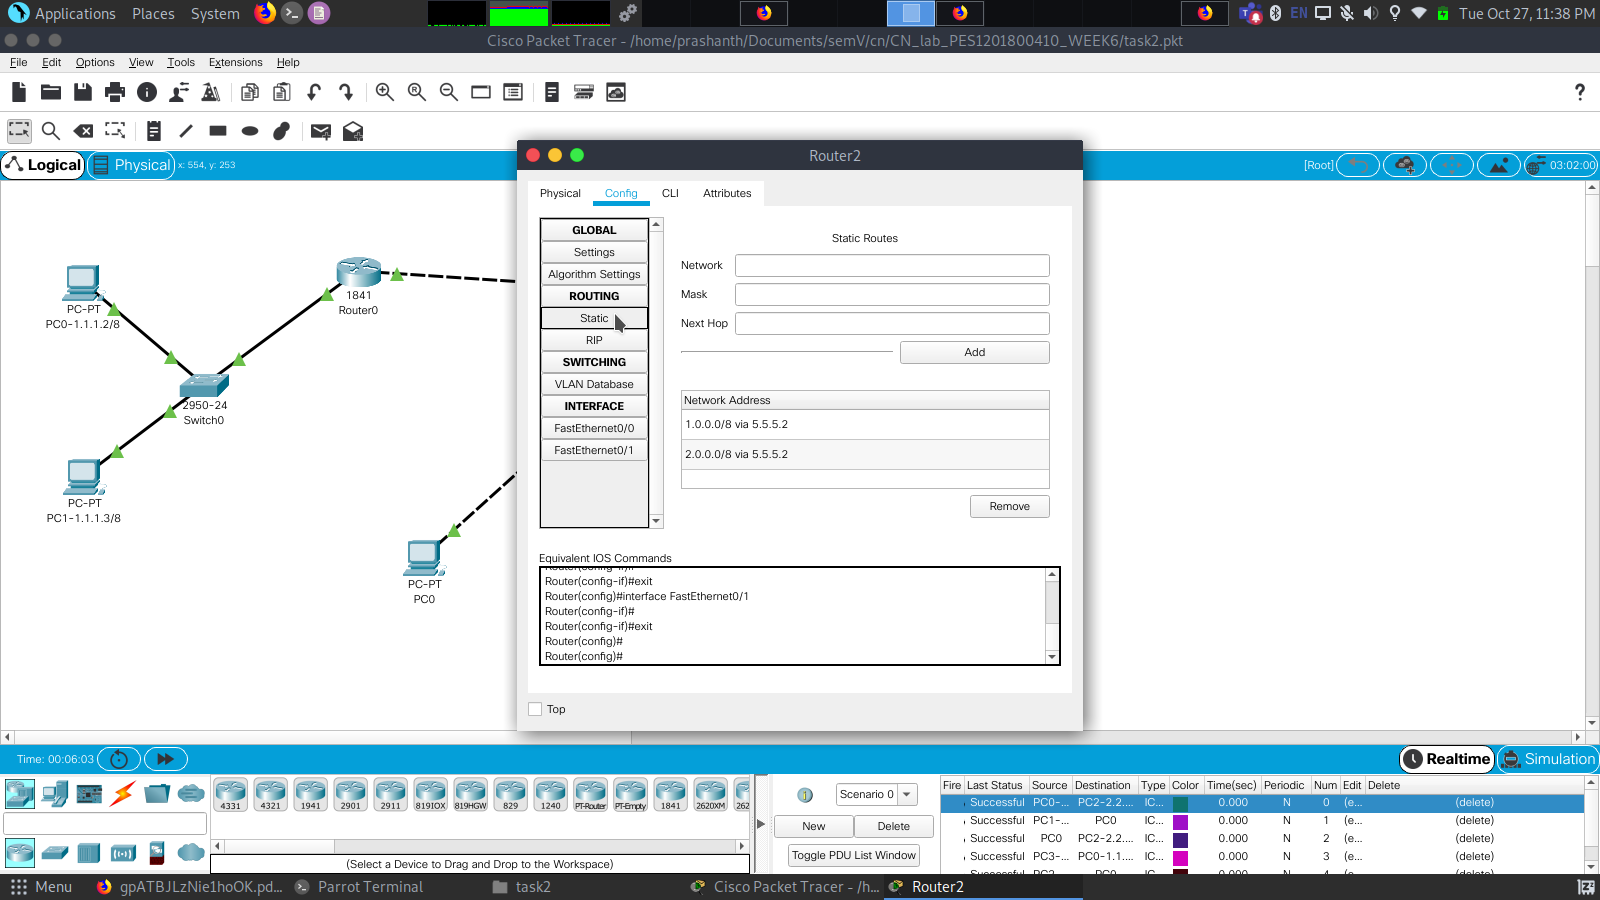 Applications Places System EN Tue Oct 27, 11:38 PM
Cisco Packet Tracer - /home/prashanth/Documents/semV/cn/CN_lab_PES1201800410_WEEK6/task2.pkt
File Edit Options View Tools Extensions Help
?
Logical Physical x: 554, y: 253 [Root] 03:02:00
PC-PT
PC0-1.1.1.2/8
1841
Router0
2950-24
Switch0
PC-PT
PC1-1.1.1.3/8
PC-PT
PC0
Router2
Physical Config CLI Attributes
GLOBAL
Settings
Algorithm Settings
ROUTING
Static
RIP
SWITCHING
VLAN Database
INTERFACE
FastEthernet0/0
FastEthernet0/1
Static Routes
Network
Mask
Next Hop
Add
Network Address
1.0.0.0/8 via 5.5.5.2
2.0.0.0/8 via 5.5.5.2
Remove
Equivalent IOS Commands
Router(config-if)#exit
Router(config)#interface FastEthernet0/1
Router(config-if)#
Router(config-if)#exit
Router(config)#
Router(config)#
Top
Time: 00:06:03 Realtime Simulation
4331 4321 1941 2901 2911 819IOX 819HGW 829 1240 PT-Router PT-Empty 1841 2620XM 262
(Select a Device to Drag and Drop to the Workspace)
Scenario 0
New Delete
Toggle PDU List Window
Fire Last Status Source Destination Type Color Time(sec) Periodic Num Edit Delete
Successful PC0-... PC2-2.2.... IC... 0.000 N 0 (e... (delete)
Successful PC1-... PC0 IC... 0.000 N 1 (e... (delete)
Successful PC0 PC2-2.2.... IC... 0.000 N 2 (e... (delete)
Successful PC3-... PC0-1.1.... IC... 0.000 N 3 (e... (delete)
Menu gpATBJLzNie1hoOK.pd... Parrot Terminal task2 Cisco Packet Tracer - /h... Router2